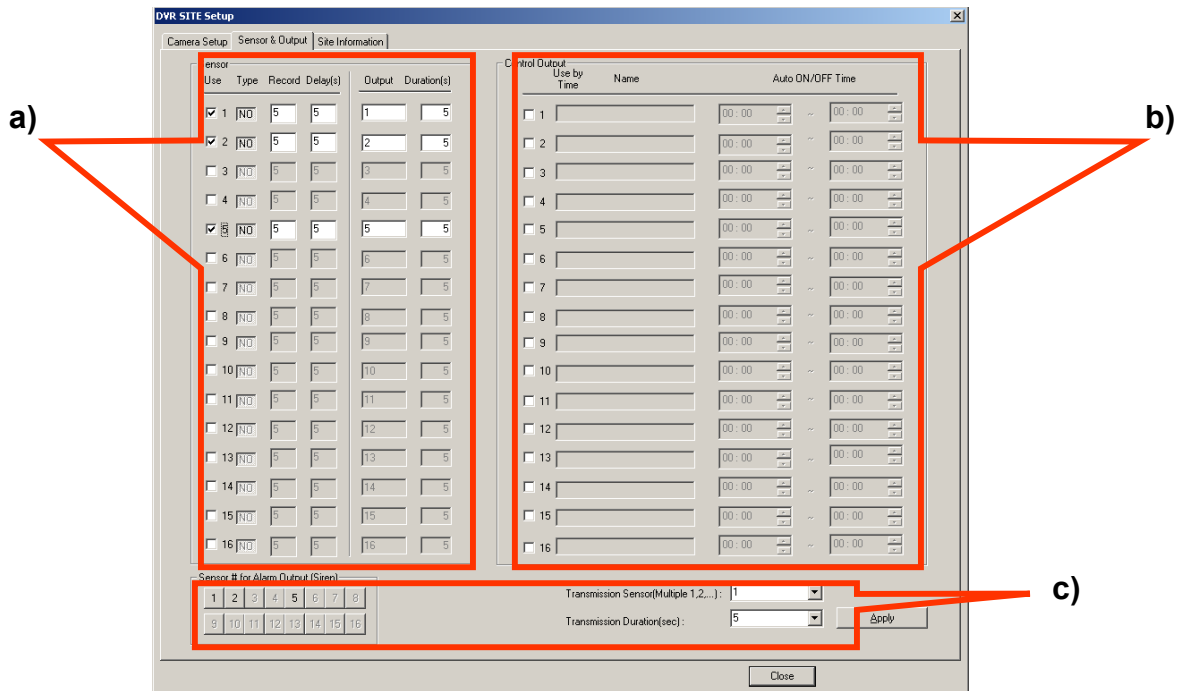 DVR SITE Setup
Camera Setup Sensor & Output Site Information
Sensor
Use Type Record Delay(s) Output Duration(s)
1 NO 5 5 1 5
2 NO 5 5 2 5
3 NO 5 5 3 5
4 NO 5 5 4 5
5 NO 5 5 5 5
6 NO 5 5 6 5
7 NO 5 5 7 5
8 NO 5 5 8 5
9 NO 5 5 9 5
10 NO 5 5 10 5
11 NO 5 5 11 5
12 NO 5 5 12 5
13 NO 5 5 13 5
14 NO 5 5 14 5
15 NO 5 5 15 5
16 NO 5 5 16 5
a)
Control Output
Use by Time Name Auto ON/OFF Time
1 00 : 00 ~ 00 : 00
2 00 : 00 ~ 00 : 00
3 00 : 00 ~ 00 : 00
4 00 : 00 ~ 00 : 00
5 00 : 00 ~ 00 : 00
6 00 : 00 ~ 00 : 00
7 00 : 00 ~ 00 : 00
8 00 : 00 ~ 00 : 00
9 00 : 00 ~ 00 : 00
10 00 : 00 ~ 00 : 00
11 00 : 00 ~ 00 : 00
12 00 : 00 ~ 00 : 00
13 00 : 00 ~ 00 : 00
14 00 : 00 ~ 00 : 00
15 00 : 00 ~ 00 : 00
16 00 : 00 ~ 00 : 00
b)
Sensor # for Alarm Output (Siren)
1 2 3 4 5 6 7 8
9 10 11 12 13 14 15 16
Transmission Sensor(Multiple 1,2,...) : 1
Transmission Duration(sec) : 5
Apply
c)
Close